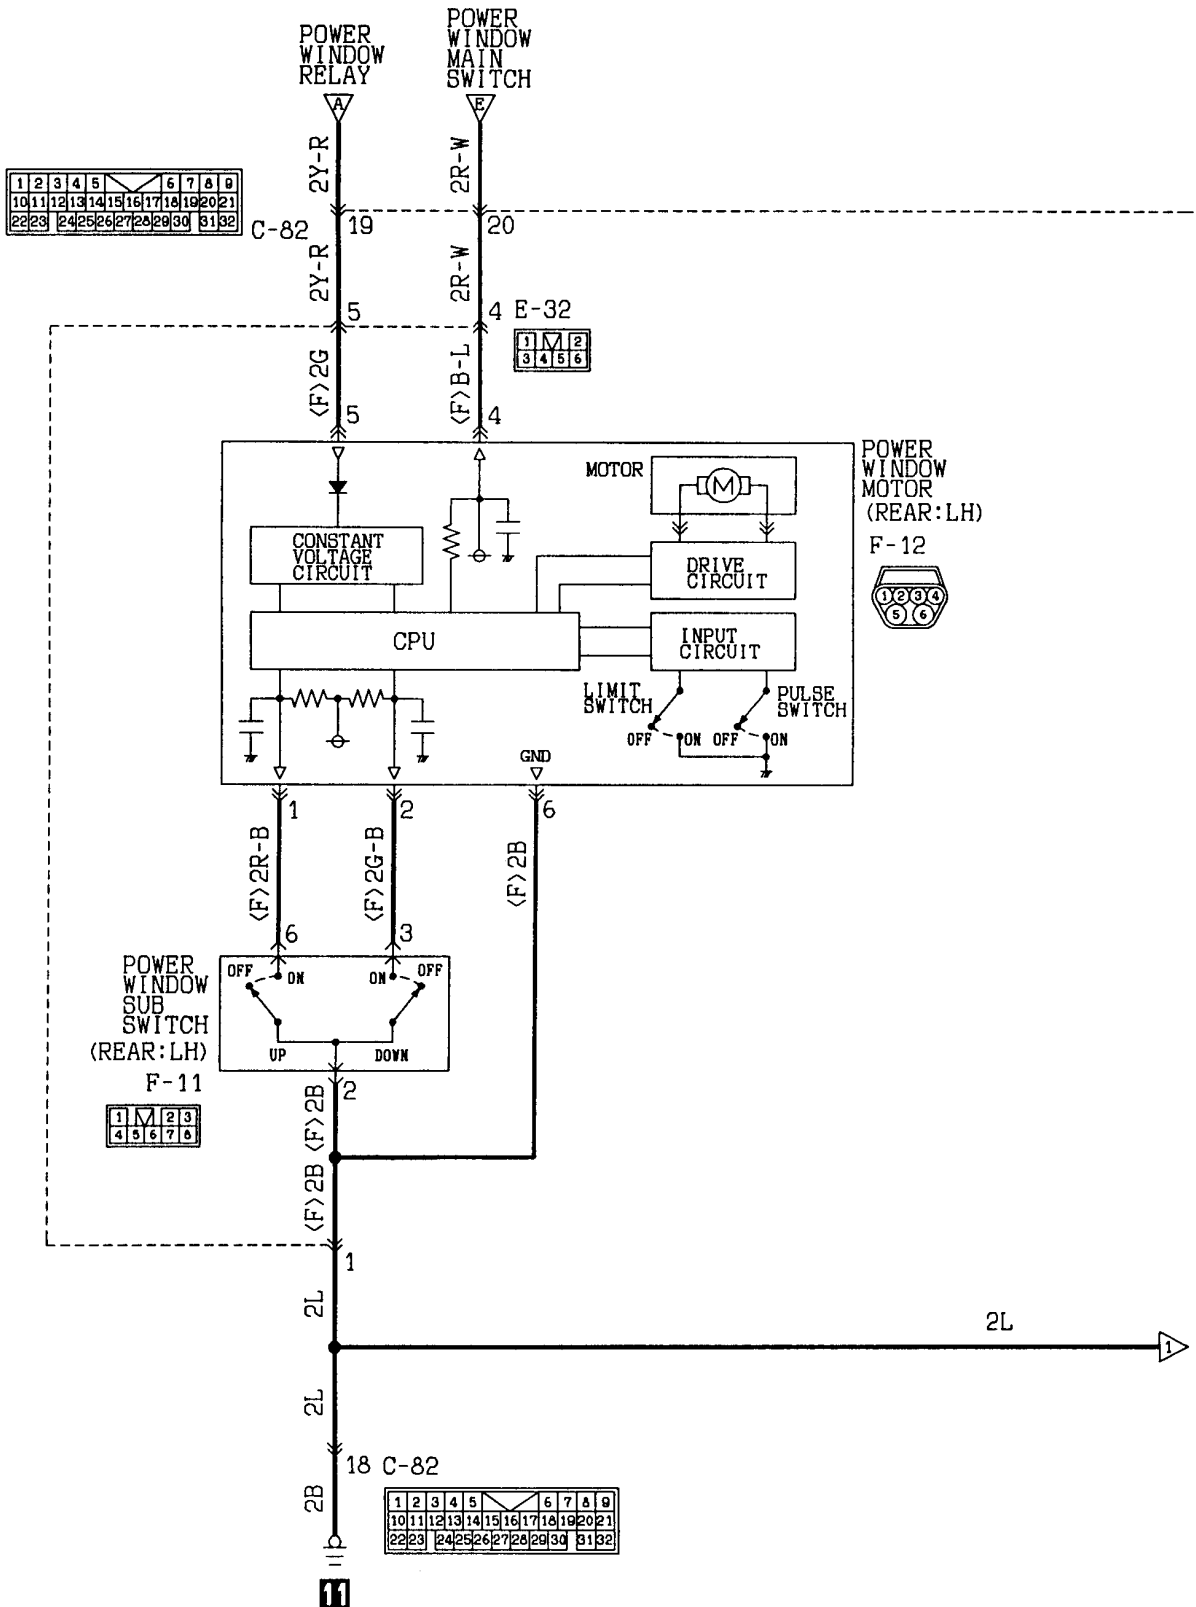 POWER
WINDOW
RELAY
POWER
WINDOW
MAIN
SWITCH
A
E
2Y-R
2R-W
1 2 3 4 5 6 7 8 9
10 11 12 13 14 15 16 17 18 19 20 21
22 23 24 25 26 27 28 29 30 31 32
C-82
19
20
2Y-R
2R-W
5
4
E-32
1 2
3 4 5 6
<F>2G
<F>B-L
5
4
POWER
WINDOW
MOTOR
(REAR:LH)
F-12
1 2 3 4
5 6
MOTOR
M
CONSTANT
VOLTAGE
CIRCUIT
DRIVE
CIRCUIT
CPU
INPUT
CIRCUIT
LIMIT
SWITCH
PULSE
SWITCH
OFF ON OFF ON
GND
1
2
6
<F>2R-B
<F>2G-B
<F>2B
6
3
POWER
WINDOW
SUB
SWITCH
(REAR:LH)
F-11
1 2 3
4 5 6 7 8
OFF ON ON OFF
UP DOWN
2
<F>2B
<F>2B
1
2L
2L
1
2L
18 C-82
1 2 3 4 5 6 7 8 9
10 11 12 13 14 15 16 17 18 19 20 21
22 23 24 25 26 27 28 29 30 31 32
2B
11